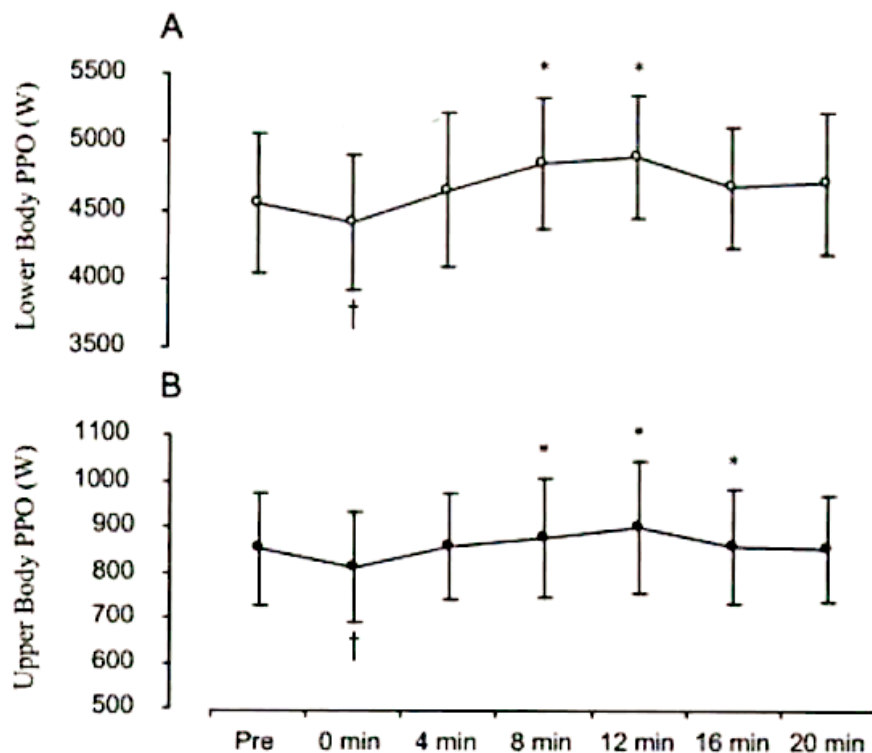 A
5500
5000
4500
4000
3500
Lower Body PPO (W)
* *
†
B
1100
1000
900
800
700
600
500
Upper Body PPO (W)
* * *
†
Pre 0 min 4 min 8 min 12 min 16 min 20 min